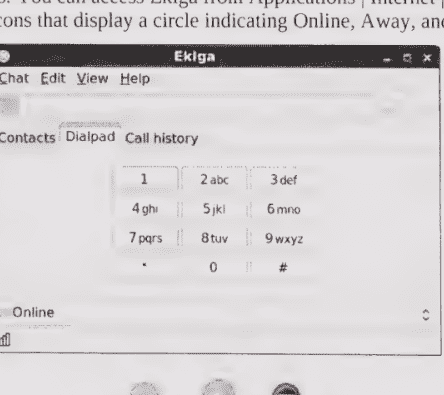 You can access Ekiga from Applications | Internet |
cons that display a circle indicating Online, Away, and
Ekiga
Chat Edit View Help
Contacts Dialpad Call history
1 2 abc 3 def
4 ghi 5 jkl 6 mno
7 pqrs 8 tuv 9 wxyz
* 0 #
Online